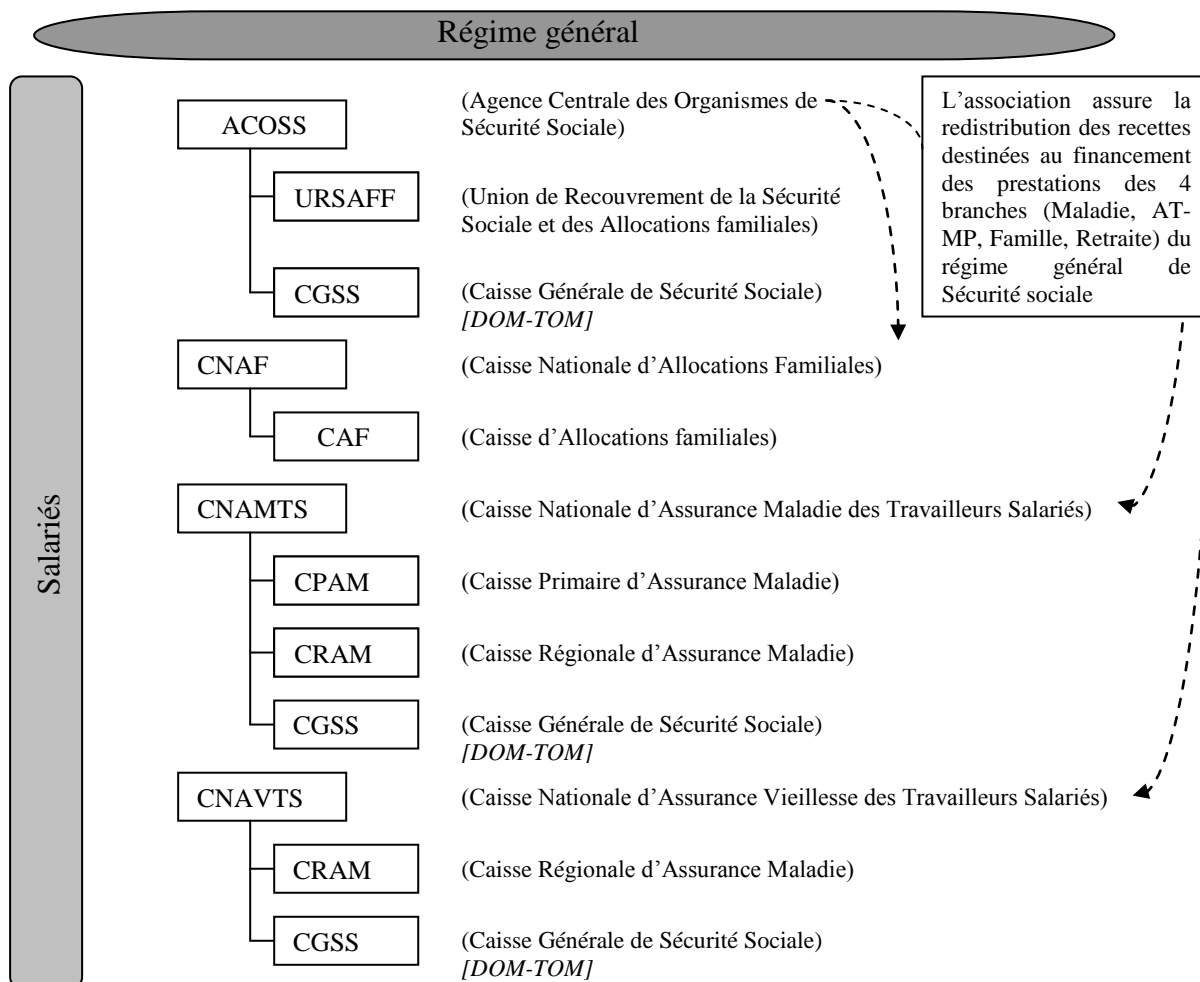 Régime général
Salariés
ACOSS
(Agence Centrale des Organismes de
Sécurité Sociale)
L’association assure la
redistribution des recettes
destinées au financement
des prestations des 4
branches (Maladie, AT-
MP, Famille, Retraite) du
régime général de
Sécurité sociale
URSAFF
(Union de Recouvrement de la Sécurité
Sociale et des Allocations familiales)
CGSS
(Caisse Générale de Sécurité Sociale)
[DOM-TOM]
CNAF
(Caisse Nationale d’Allocations Familiales)
CAF
(Caisse d’Allocations familiales)
CNAMTS
(Caisse Nationale d’Assurance Maladie des Travailleurs Salariés)
CPAM
(Caisse Primaire d’Assurance Maladie)
CRAM
(Caisse Régionale d’Assurance Maladie)
CGSS
(Caisse Générale de Sécurité Sociale)
[DOM-TOM]
CNAVTS
(Caisse Nationale d’Assurance Vieillesse des Travailleurs Salariés)
CRAM
(Caisse Régionale d’Assurance Maladie)
CGSS
(Caisse Générale de Sécurité Sociale)
[DOM-TOM]